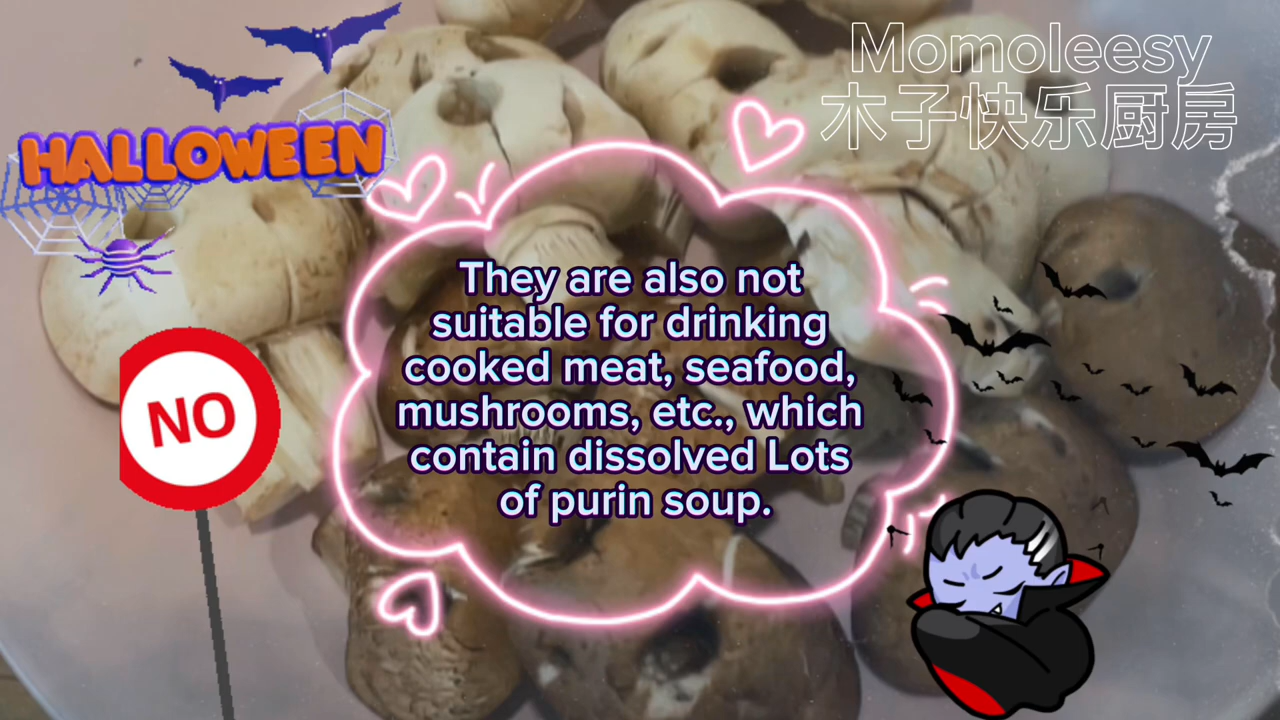 Momoleesy
木子快乐厨房
HALLOWEEN
They are also not
suitable for drinking
cooked meat, seafood,
mushrooms, etc., which
contain dissolved Lots
of purin soup.
NO